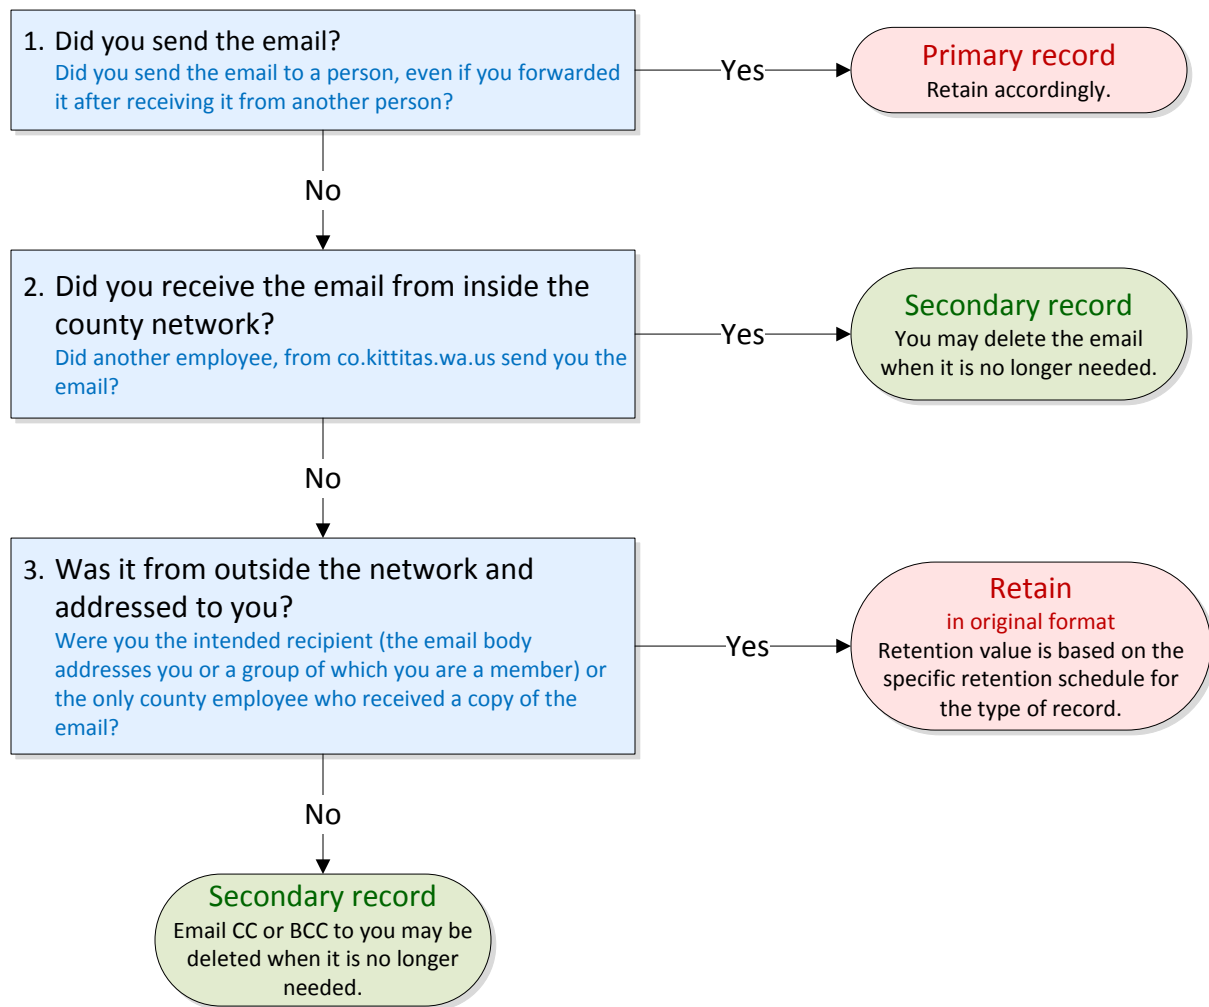 1. Did you send the email?
Did you send the email to a person, even if you forwarded
it after receiving it from another person?
Yes
Primary record
Retain accordingly.
No
2. Did you receive the email from inside the
county network?
Did another employee, from co.kittitas.wa.us send you the
email?
Yes
Secondary record
You may delete the email
when it is no longer needed.
No
3. Was it from outside the network and
addressed to you?
Were you the intended recipient (the email body
addresses you or a group of which you are a member) or
the only county employee who received a copy of the
email?
Yes
Retain
in original format
Retention value is based on the
specific retention schedule for
the type of record.
No
Secondary record
Email CC or BCC to you may be
deleted when it is no longer
needed.